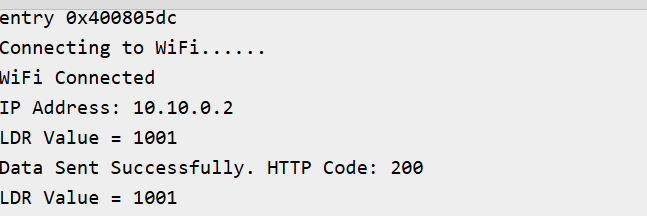 entry 0x400805dc
Connecting to WiFi......
WiFi Connected
IP Address: 10.10.0.2
LDR Value = 1001
Data Sent Successfully. HTTP Code: 200
LDR Value = 1001